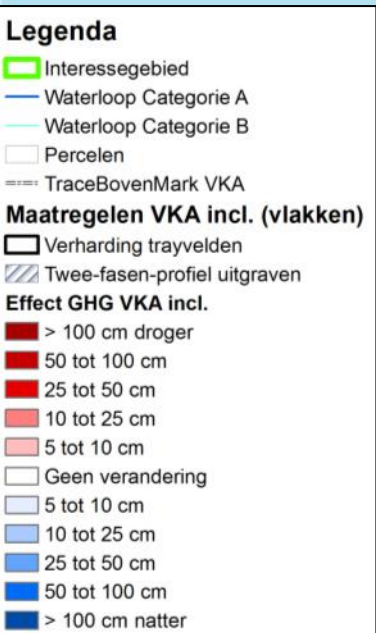 Legenda
Interessegebied
Waterloop Categorie A
Waterloop Categorie B
Percelen
TraceBovenMark VKA
Maatregelen VKA incl. (vlakken)
Verharding trayvelden
Twee-fasen-profiel uitgraven
Effect GHG VKA incl.
> 100 cm droger
50 tot 100 cm
25 tot 50 cm
10 tot 25 cm
5 tot 10 cm
Geen verandering
5 tot 10 cm
10 tot 25 cm
25 tot 50 cm
50 tot 100 cm
> 100 cm natter